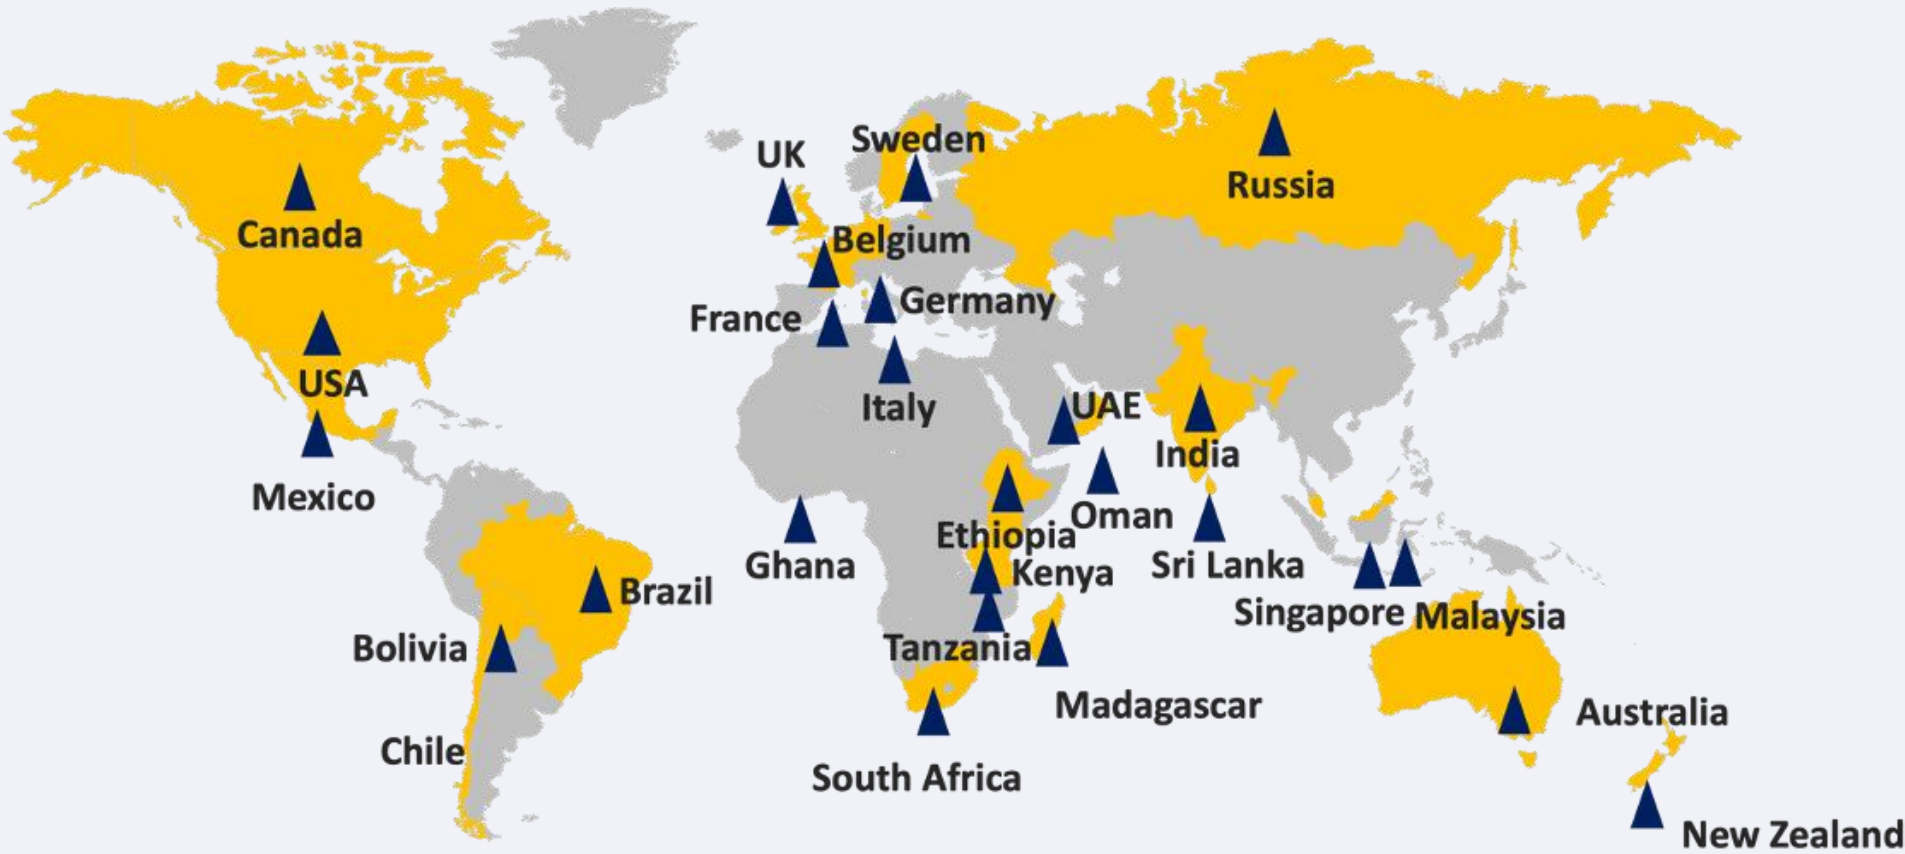 Sweden
UK
Russia
Canada
Belgium
Germany
France
USA
Italy
UAE
India
Mexico
Oman
Ethiopia
Ghana
Sri Lanka
Kenya
Brazil
Singapore
Malaysia
Bolivia
Tanzania
Madagascar
Australia
Chile
South Africa
New Zealand